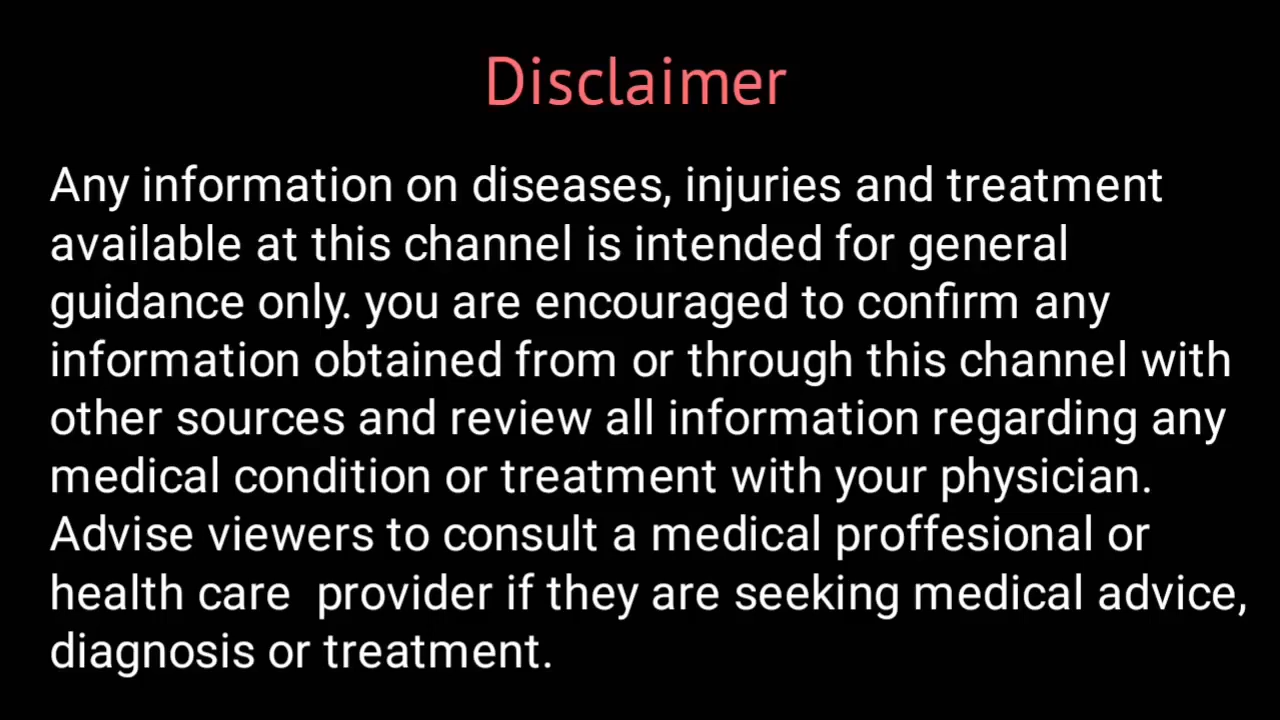 Disclaimer
Any information on diseases, injuries and treatment
available at this channel is intended for general
guidance only. you are encouraged to confirm any
information obtained from or through this channel with
other sources and review all information regarding any
medical condition or treatment with your physician.
Advise viewers to consult a medical proffesional or
health care  provider if they are seeking medical advice,
diagnosis or treatment.